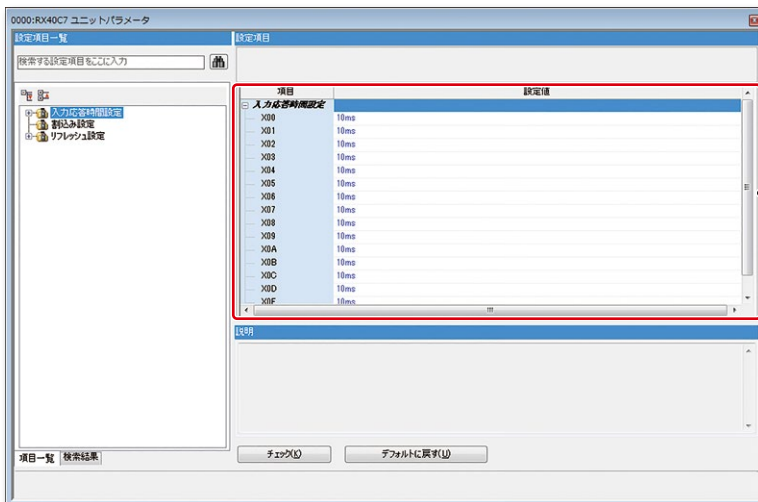 0000:RX40C7 ユニットパラメータ
設定項目一覧
検索する設定項目をここに入力
入力応答時間設定
割込み設定
リフレッシュ設定
項目一覧 検索結果
設定項目
項目 設定値
入力応答時間設定
X00 10ms
X01 10ms
X02 10ms
X03 10ms
X04 10ms
X05 10ms
X06 10ms
X07 10ms
X08 10ms
X09 10ms
X0A 10ms
X0B 10ms
X0C 10ms
X0D 10ms
X0E 10ms
説明
チェック(K) デフォルトに戻す(U)